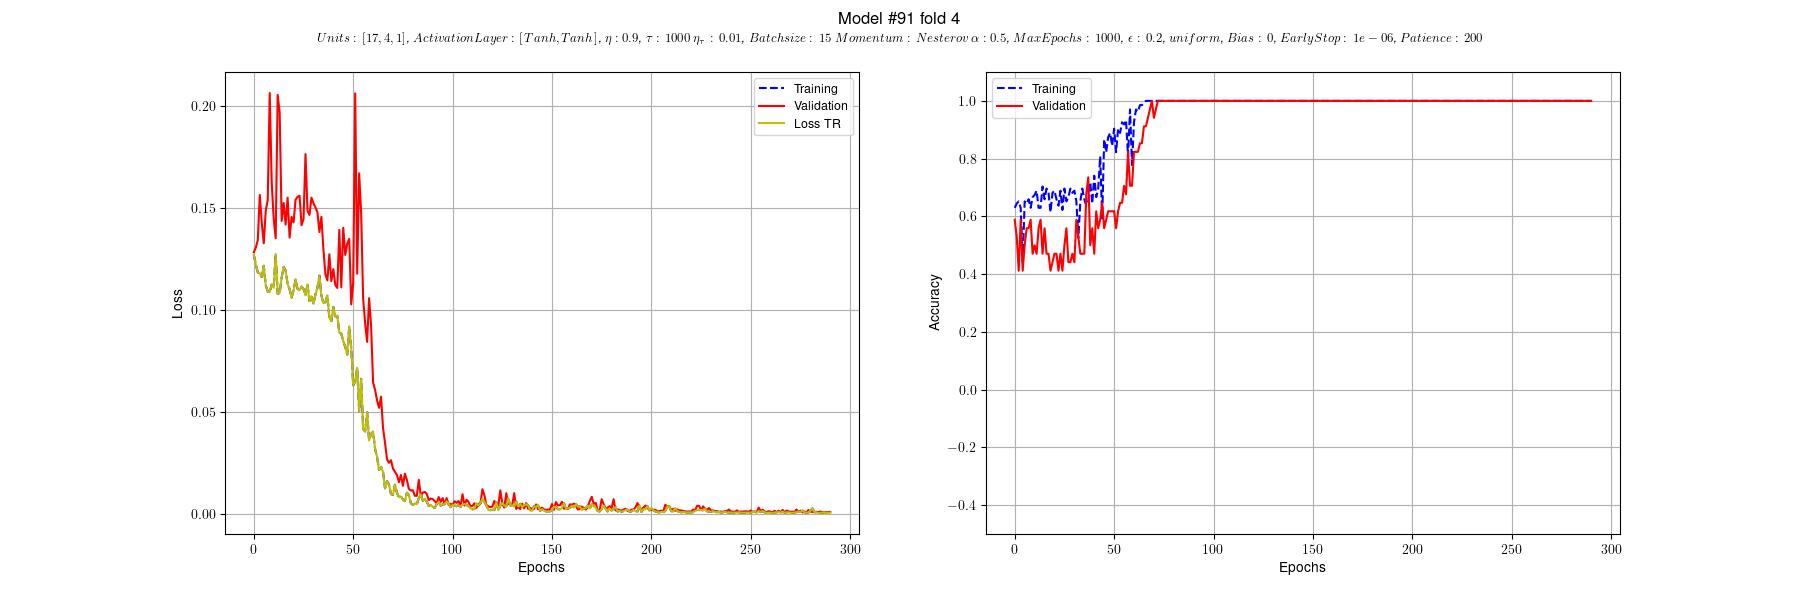 Model #91 fold 4
Units : [17, 4, 1], ActivationLayer : [Tanh, Tanh], η : 0.9, τ : 1000 η_τ : 0.01, Batchsize : 15 Momentum : Nesterov α : 0.5, MaxEpochs : 1000, ϵ : 0.2, uniform, Bias : 0, EarlyStop : 1e − 06, Patience : 200
Training
Validation
Loss TR
0.20
0.15
0.10
0.05
0.00
Loss
0 50 100 150 200 250 300
Epochs
Training
Validation
1.0
0.8
0.6
0.4
0.2
0.0
−0.2
−0.4
Accuracy
0 50 100 150 200 250 300
Epochs